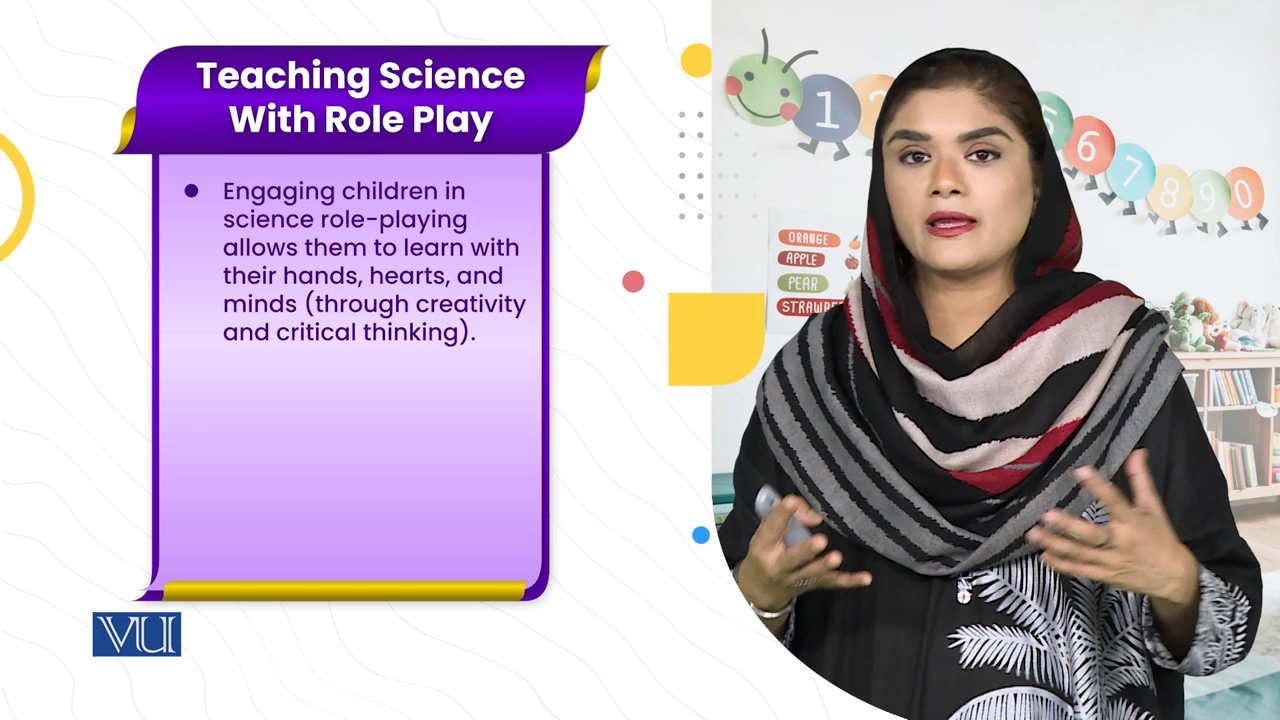 Teaching Science
With Role Play
Engaging children in
science role-playing
allows them to learn with
their hands, hearts, and
minds (through creativity
and critical thinking).
VU
1
6
7
8
9
0
ORANGE
APPLE
PEAR